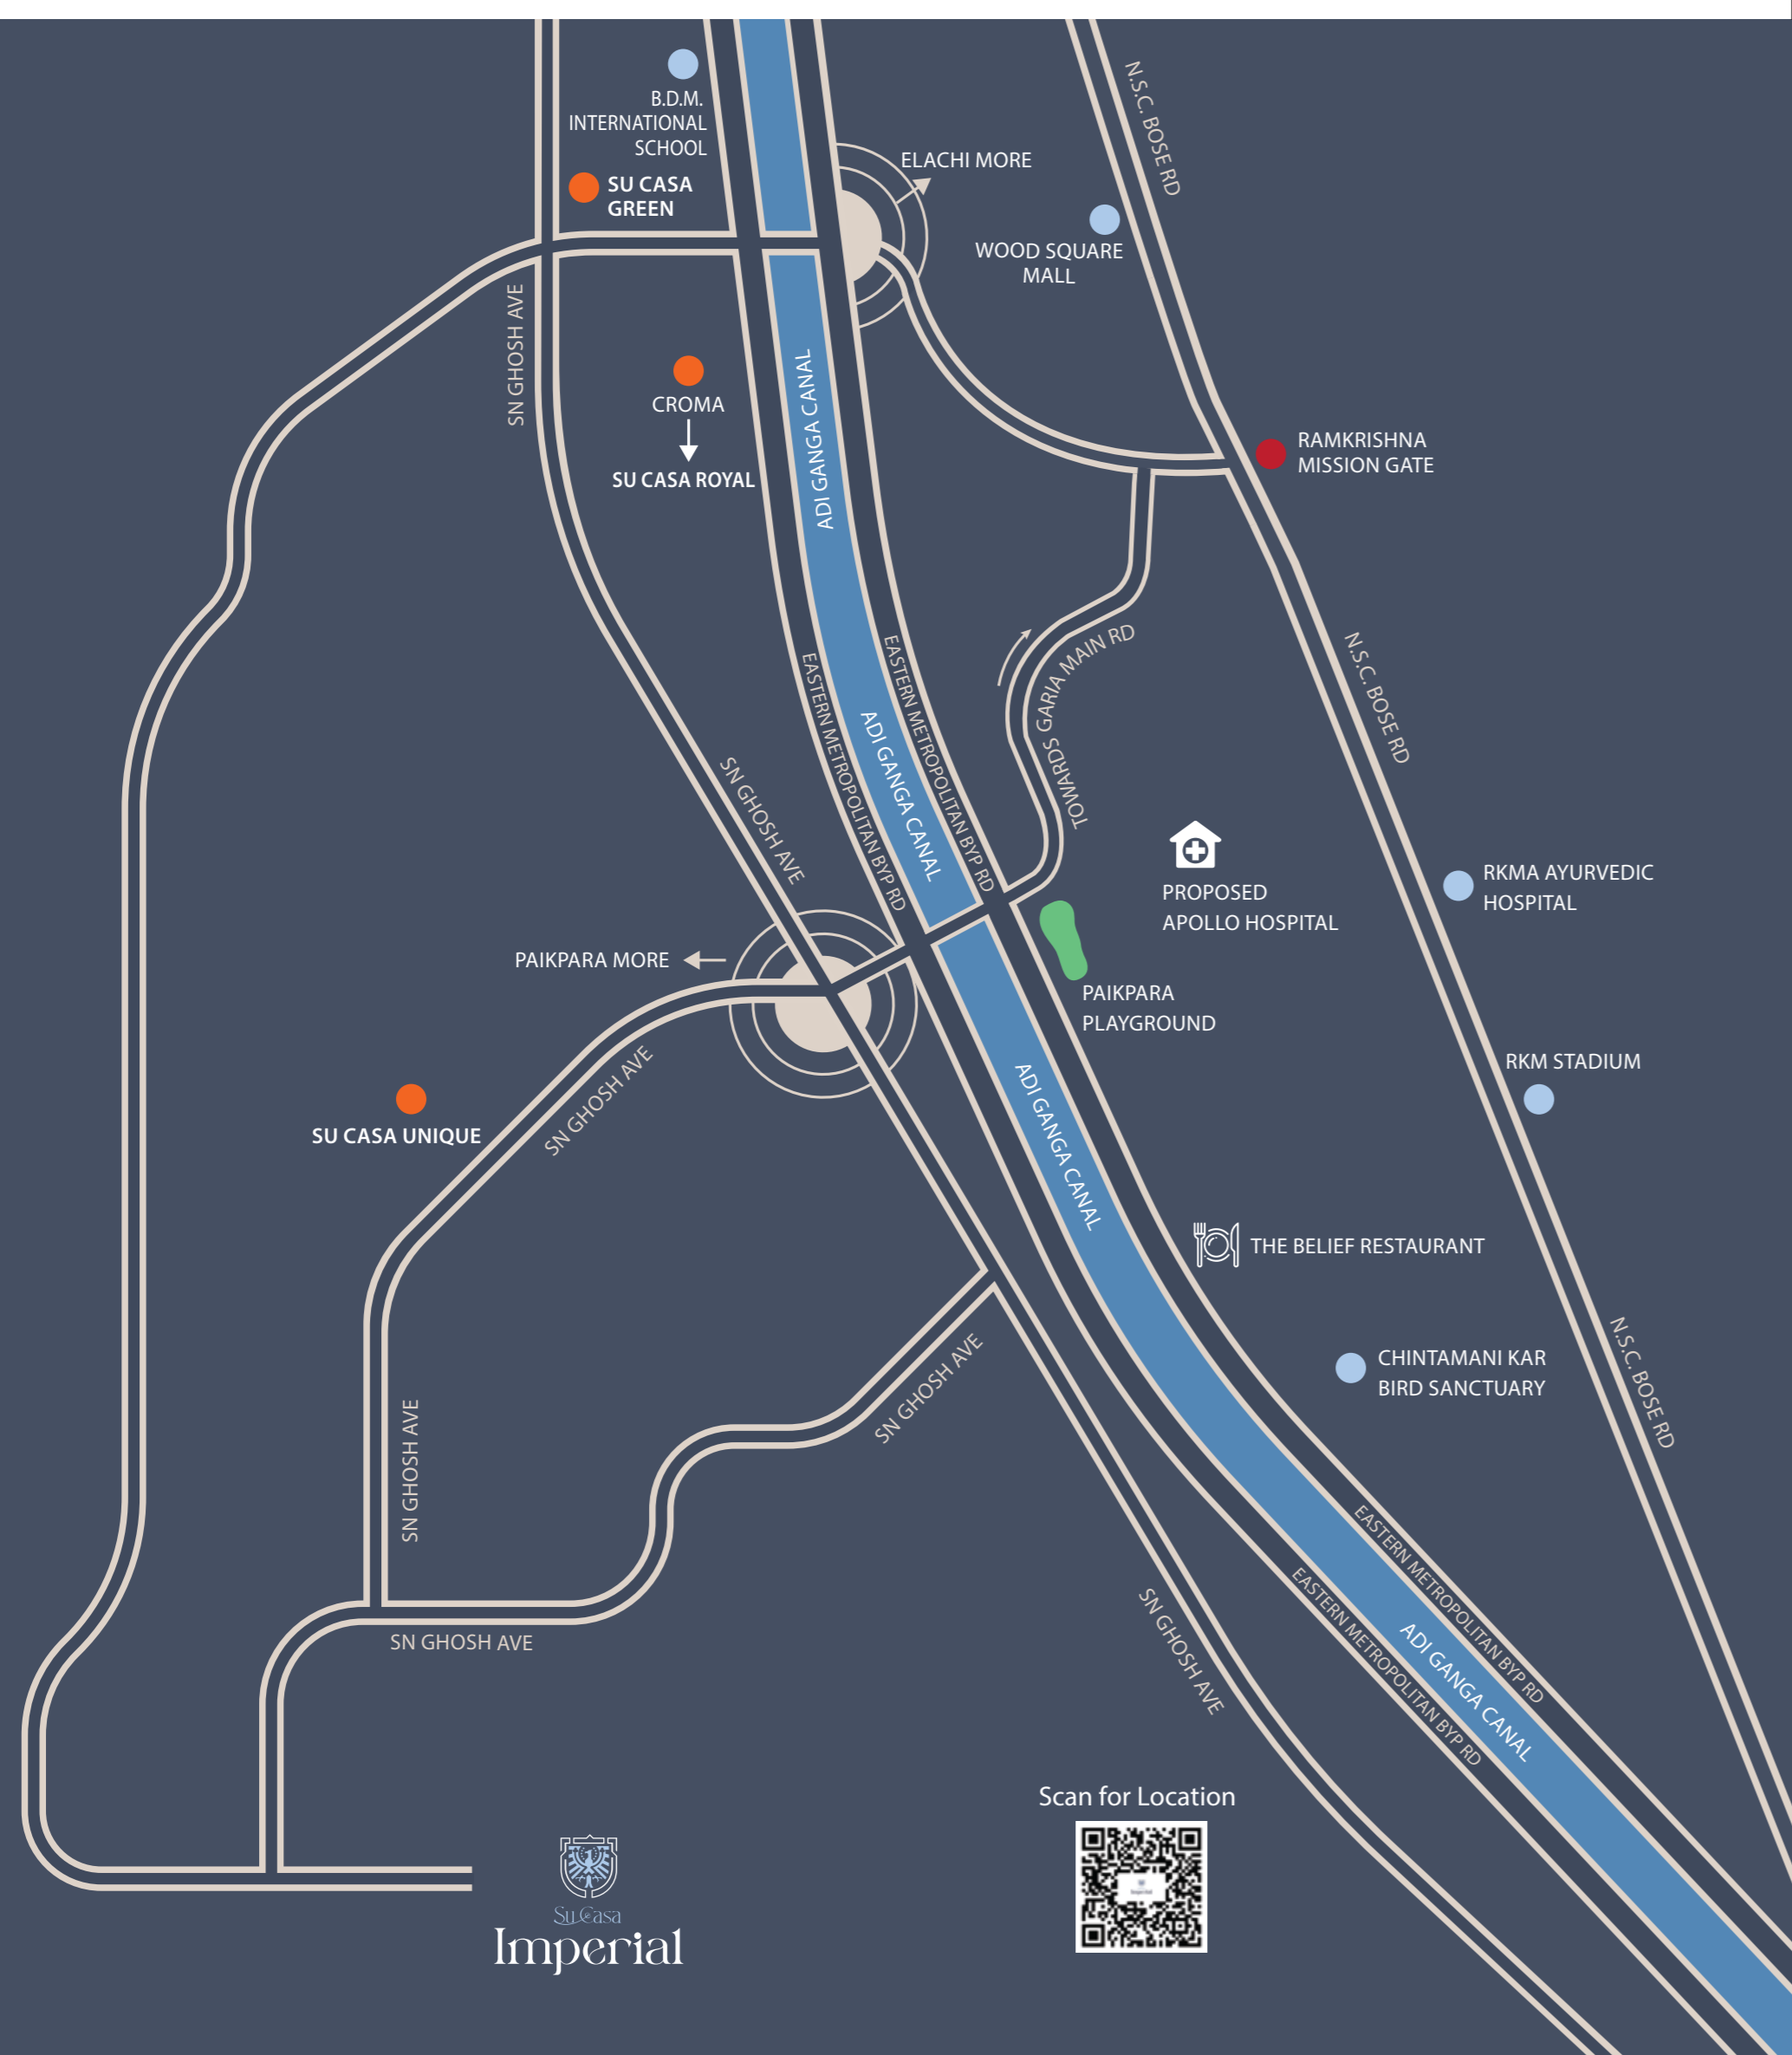 B.D.M.
INTERNATIONAL
SCHOOL
SU CASA
GREEN
ELACHI MORE
N.S.C. BOSE RD
WOOD SQUARE
MALL
SN GHOSH AVE
CROMA
SU CASA ROYAL
ADI GANGA CANAL
RAMKRISHNA
MISSION GATE
EASTERN METROPOLITAN BYP RD
ADI GANGA CANAL
EASTERN METROPOLITAN BYP RD
TOWARDS GARIA MAIN RD
N.S.C. BOSE RD
SN GHOSH AVE
PROPOSED
APOLLO HOSPITAL
RKMA AYURVEDIC
HOSPITAL
PAIKPARA MORE
PAIKPARA
PLAYGROUND
SN GHOSH AVE
SU CASA UNIQUE
ADI GANGA CANAL
RKM STADIUM
THE BELIEF RESTAURANT
CHINTAMANI KAR
BIRD SANCTUARY
N.S.C. BOSE RD
SN GHOSH AVE
SN GHOSH AVE
SN GHOSH AVE
SN GHOSH AVE
EASTERN METROPOLITAN BYP RD
ADI GANGA CANAL
EASTERN METROPOLITAN BYP RD
Scan for Location
Su Casa
Imperial